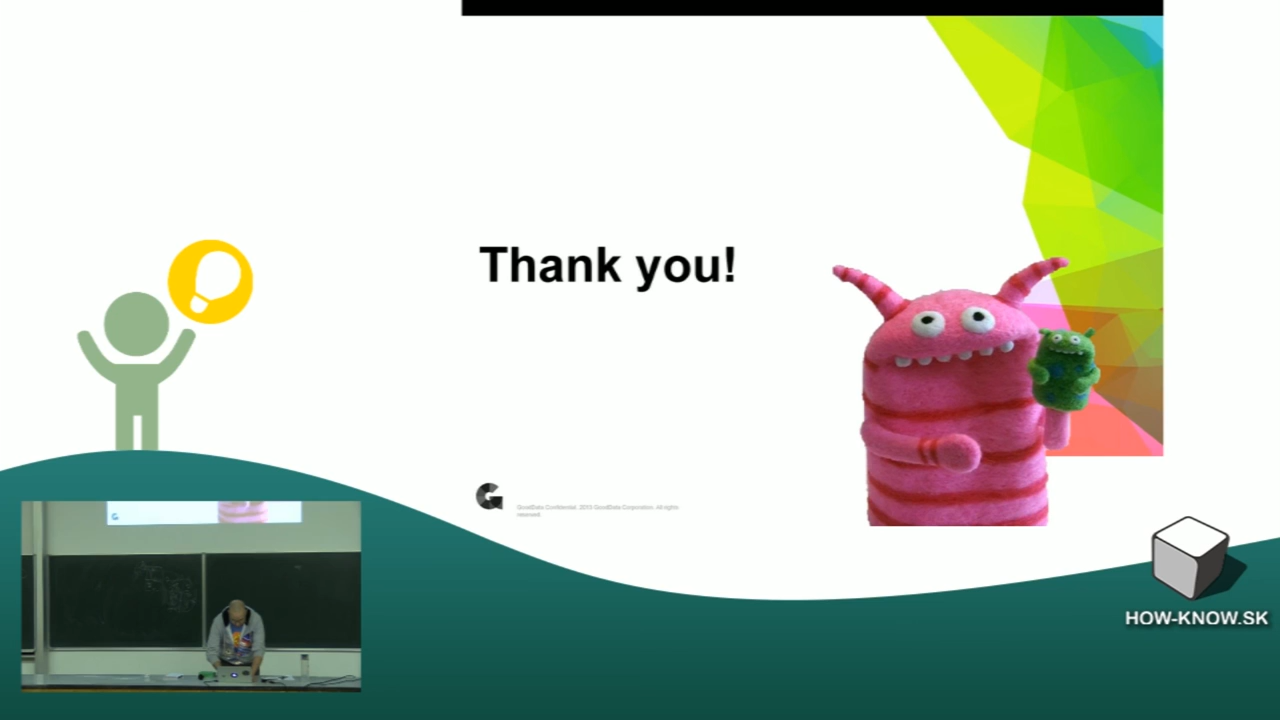 Thank you!
GoodData Confidential. 2013 GoodData Corporation. All rights
reserved.
HOW-KNOW.SK